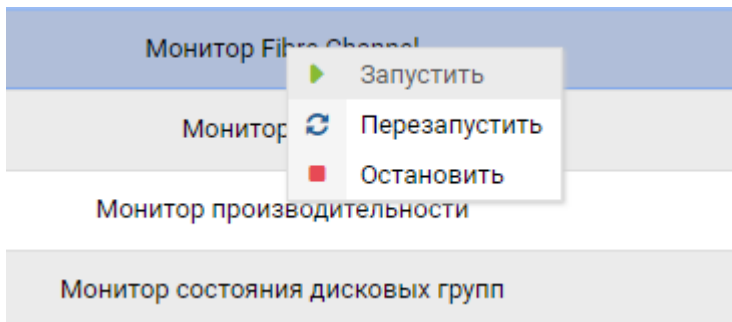 Монитор Fibre Channel
Запустить
Монитор
Перезапустить
Остановить
Монитор производительности
Монитор состояния дисковых групп